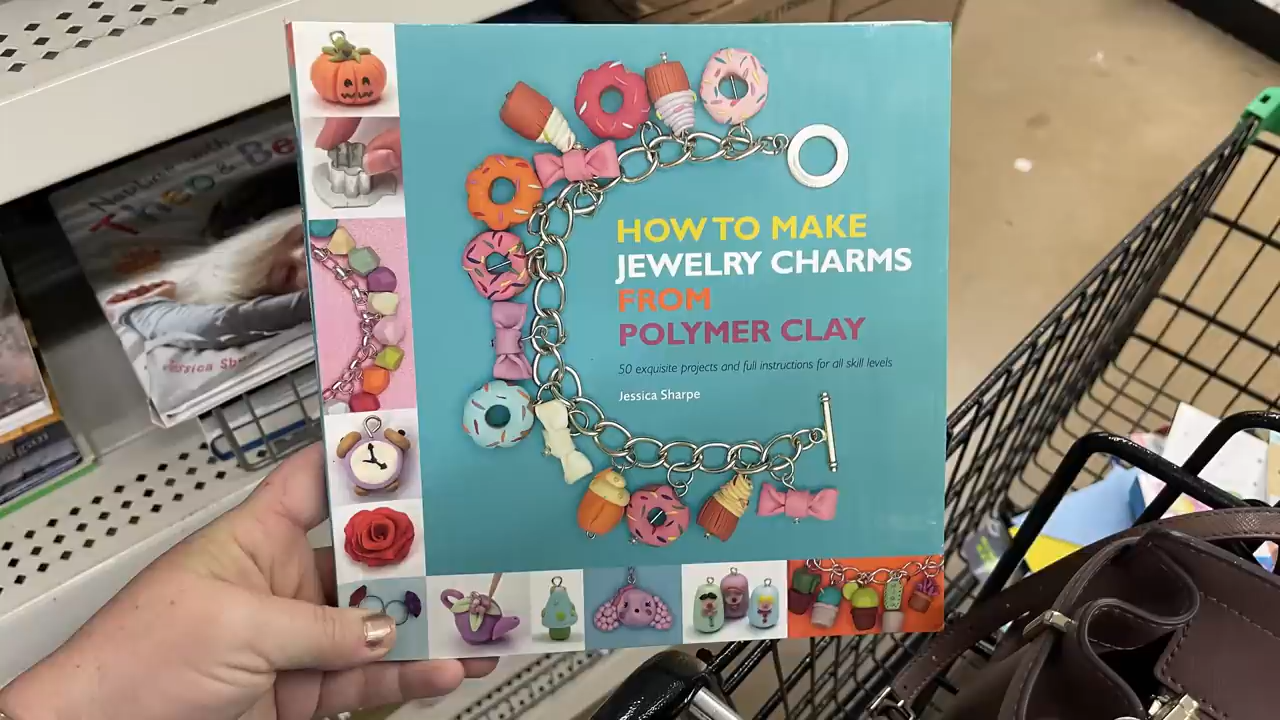 HOW TO MAKE
JEWELRY CHARMS
FROM
POLYMER CLAY
50 exquisite projects and full instructions for all skill levels
Jessica Sharpe